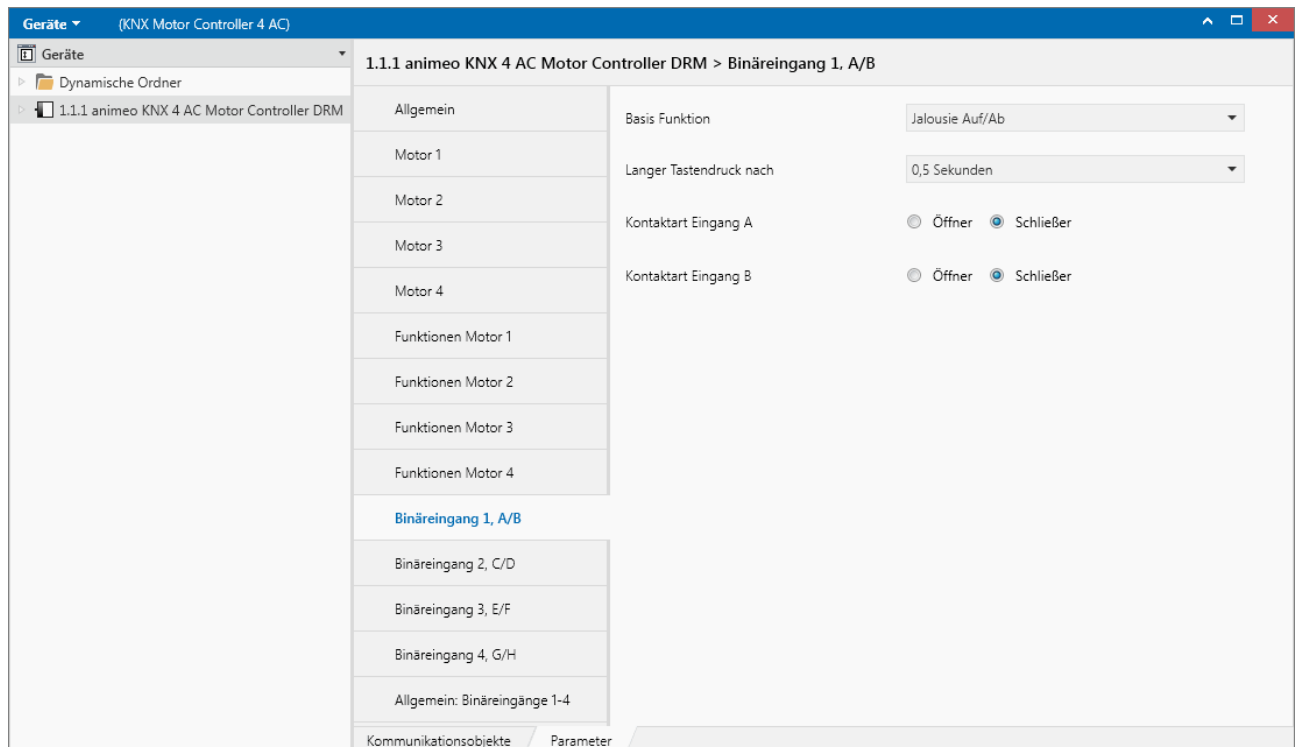 Geräte (KNX Motor Controller 4 AC)
Geräte
Dynamische Ordner
1.1.1 animeo KNX 4 AC Motor Controller DRM
1.1.1 animeo KNX 4 AC Motor Controller DRM > Binäreingang 1, A/B
Allgemein
Motor 1
Motor 2
Motor 3
Motor 4
Funktionen Motor 1
Funktionen Motor 2
Funktionen Motor 3
Funktionen Motor 4
Binäreingang 1, A/B
Binäreingang 2, C/D
Binäreingang 3, E/F
Binäreingang 4, G/H
Allgemein: Binäreingänge 1-4
Basis Funktion Jalousie Auf/Ab
Langer Tastendruck nach 0,5 Sekunden
Kontaktart Eingang A Öffner Schließer
Kontaktart Eingang B Öffner Schließer
Kommunikationsobjekte Parameter